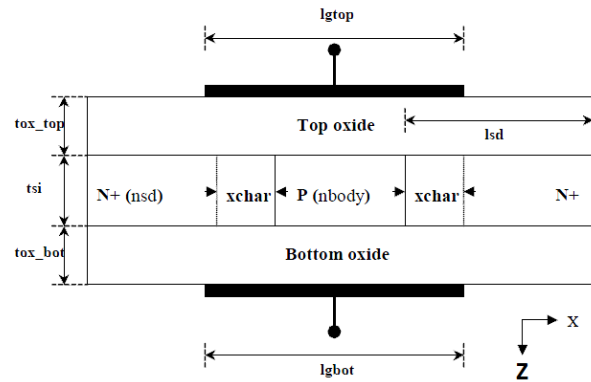 lgtop
tox_top
Top oxide
lsd
tsi
N+ (nsd)
xchar
P (nbody)
xchar
N+
tox_bot
Bottom oxide
lgbot
X
Z